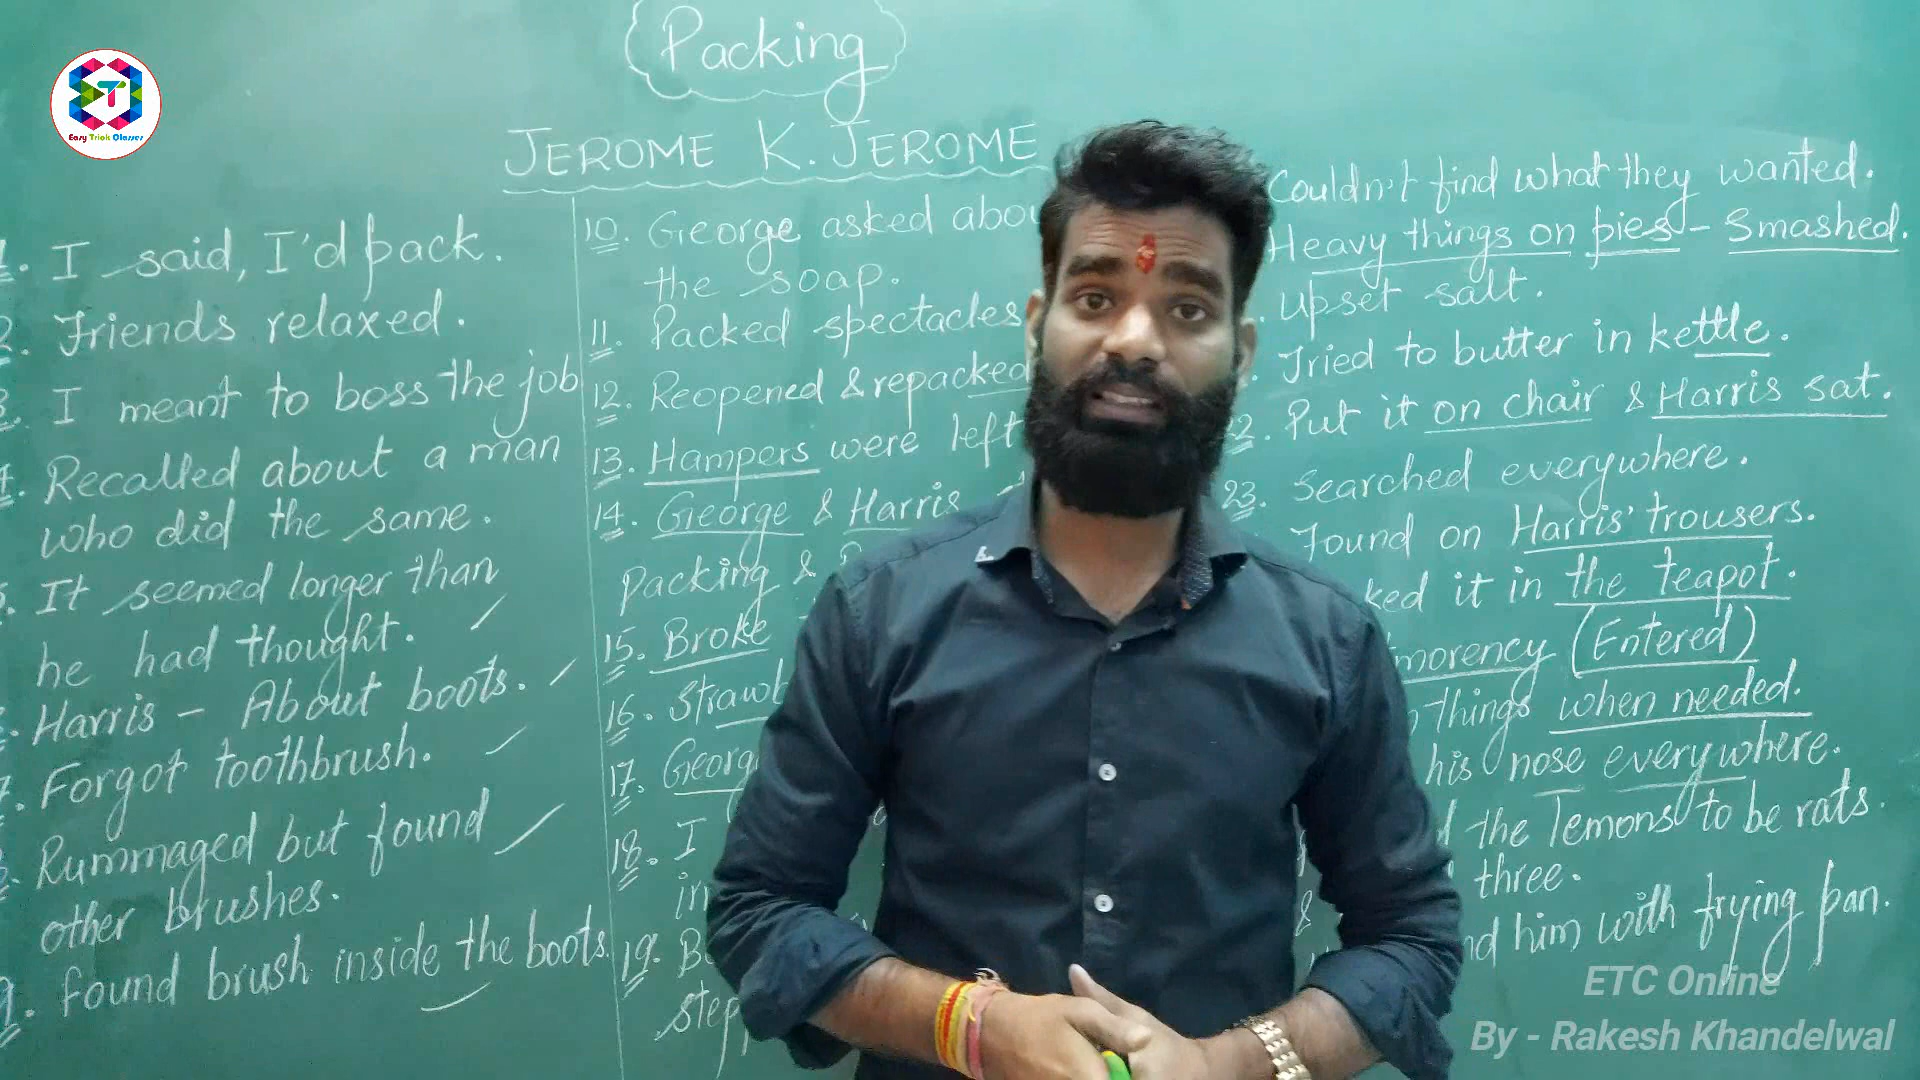 Easy Trick Classes
Packing
JEROME K. JEROME
1. I said, I'd pack.
2. Friends relaxed.
3. I meant to boss the job
4. Recalled about a man
who did the same.
5. It seemed longer than
he had thought.
6. Harris - About boots.
7. Forgot toothbrush.
8. Rummaged but found
other brushes.
9. found brush inside the boots.
10. George asked
the soap.
11. Packed spectacles
12. Reopened & repacked
13. Hampers were left
14. George & Harris
Packing &
15. Broke
16.
17.
18. I
19.
Couldn't find what they wanted.
Heavy things on pies - Smashed.
Upset salt.
Tried to butter in kettle.
22. Put it on chair & Harris sat.
23. Searched everywhere.
Found on Harris' trousers.
it in the teapot.
(Entered)
things when needed.
his nose everywhere.
the lemons to be rats.
three.
& him with frying pan.
ETC Online
By - Rakesh Khandelwal